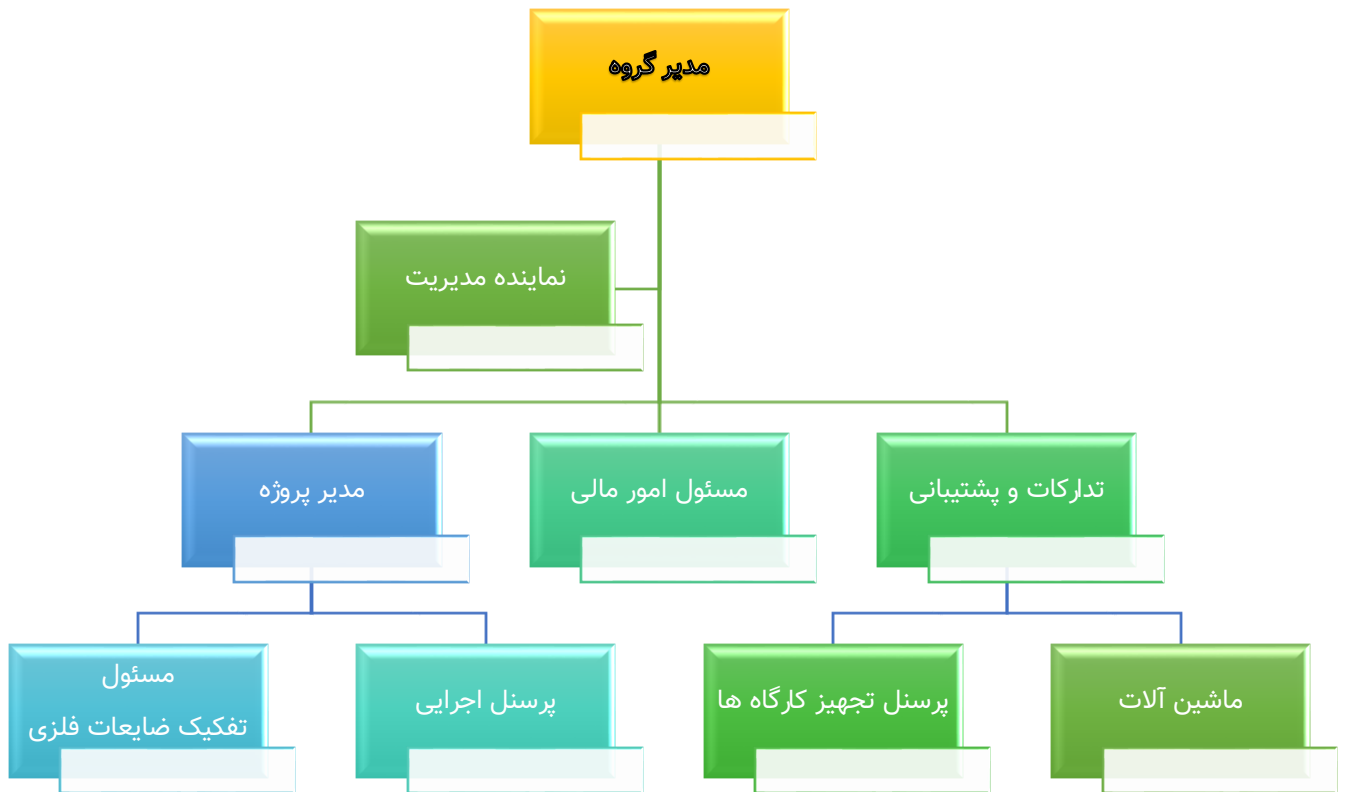 مدیر گروه
نماینده مدیریت
تدارکات و پشتیبانی
مسئول امور مالی
مدیر پروژه
ماشین آلات
پرسنل تجهیز کارگاه ها
پرسنل اجرایی
مسئول
تفکیک ضایعات فلزی